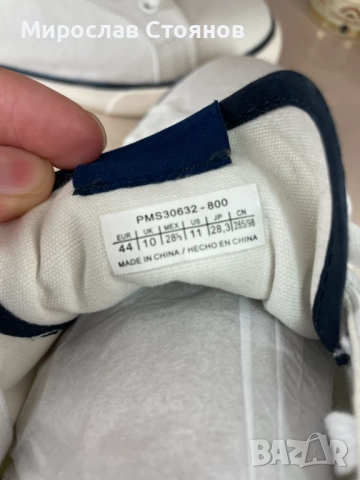 Мирослав Стоянов
PMS30632-800
EUR UK MEX US JP CN
44 10 28½ 11 28,3 285/98
MADE IN CHINA / HECHO EN CHINA
BAZAR